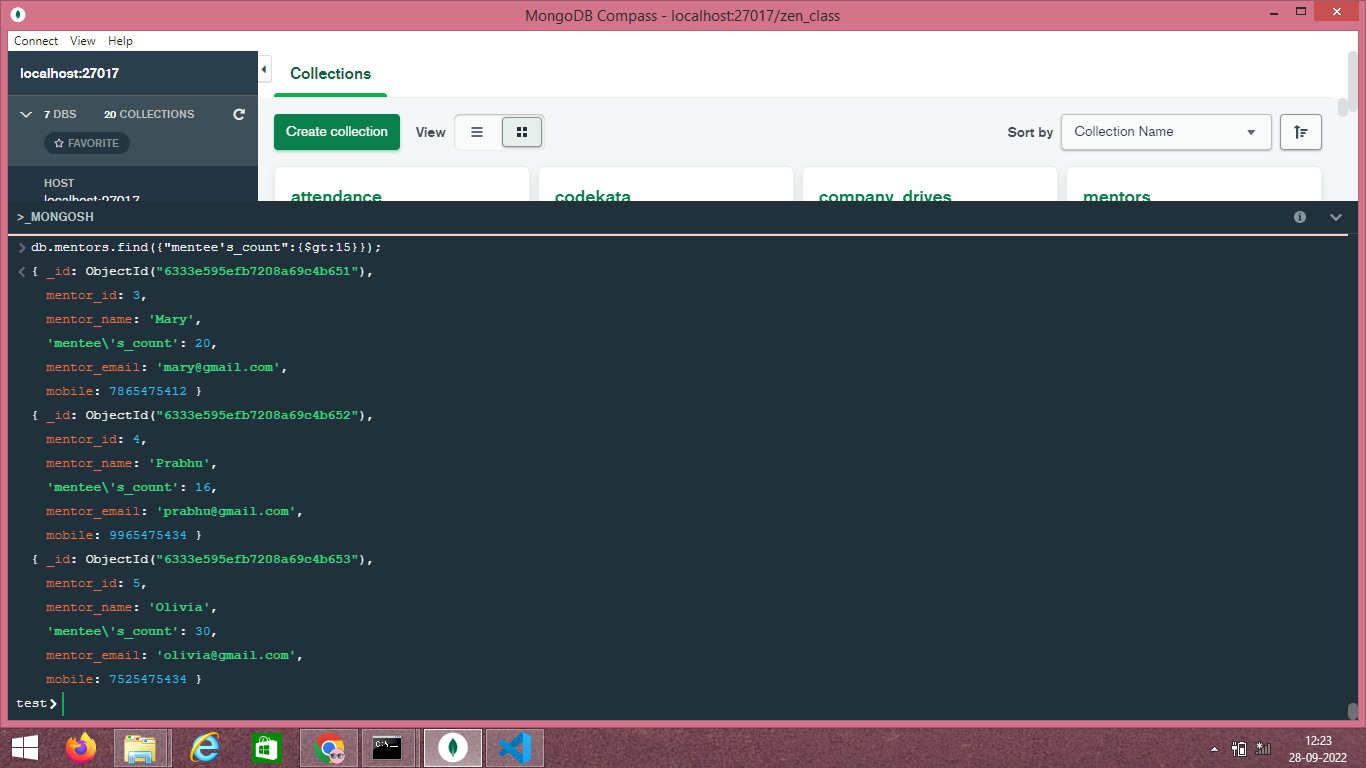 MongoDB Compass - localhost:27017/zen_class
Connect View Help
localhost:27017
Collections
7 DBS 20 COLLECTIONS
FAVORITE
Create collection View Sort by Collection Name
HOST
localhost:27017
attendance codekata company_drives mentors
>_MONGOSH
db.mentors.find({"mentee's_count":{$gt:15}});
{ _id: ObjectId("6333e595efb7208a69c4b651"),
mentor_id: 3,
mentor_name: 'Mary',
'mentee\'s_count': 20,
mentor_email: 'mary@gmail.com',
mobile: 7865475412 }
{ _id: ObjectId("6333e595efb7208a69c4b652"),
mentor_id: 4,
mentor_name: 'Prabhu',
'mentee\'s_count': 16,
mentor_email: 'prabhu@gmail.com',
mobile: 9965475434 }
{ _id: ObjectId("6333e595efb7208a69c4b653"),
mentor_id: 5,
mentor_name: 'Olivia',
'mentee\'s_count': 30,
mentor_email: 'olivia@gmail.com',
mobile: 7525475434 }
test>
12:23
28-09-2022